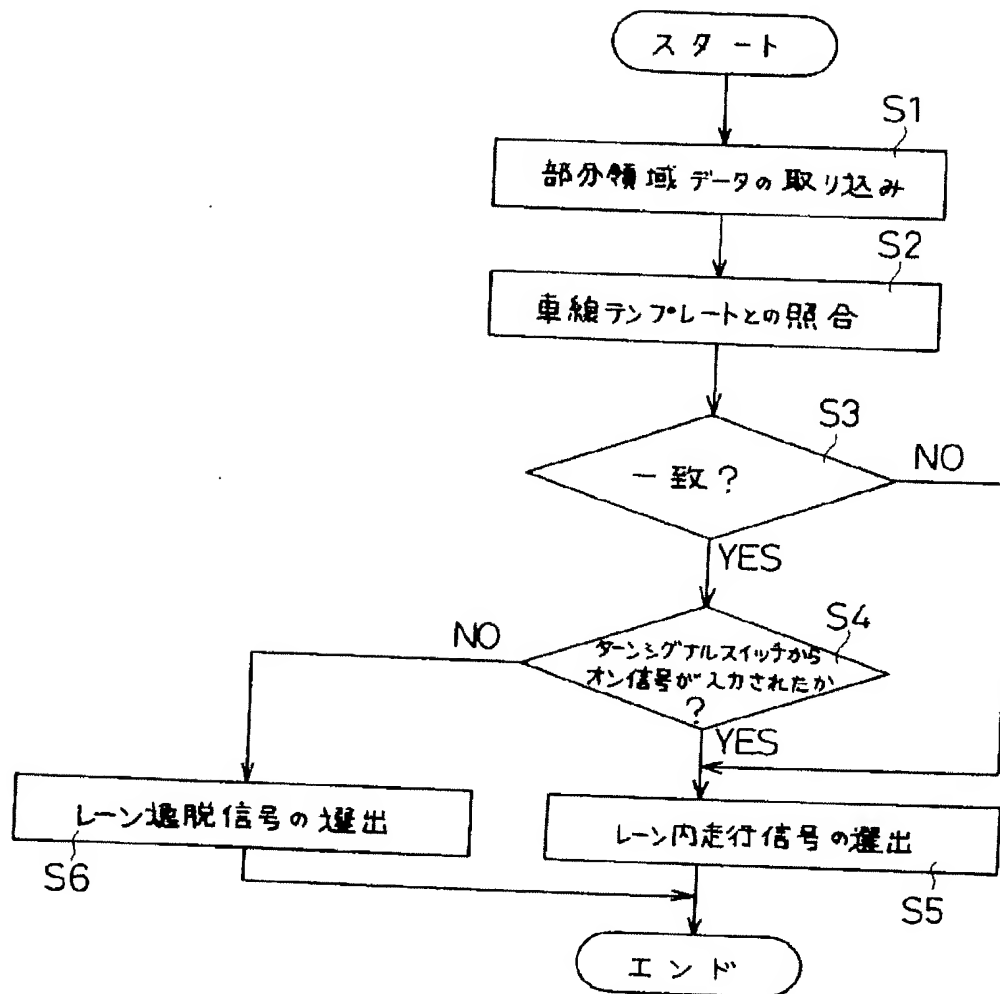 スタート
S1
部分領域データの取り込み
S2
車線テンプレートとの照合
S3
一致?
NO
YES
S4
ターンシグナルスイッチから
オン信号が入力されたか
?
NO
YES
レーン逸脱信号の選出
S6
レーン内走行信号の選出
S5
エンド